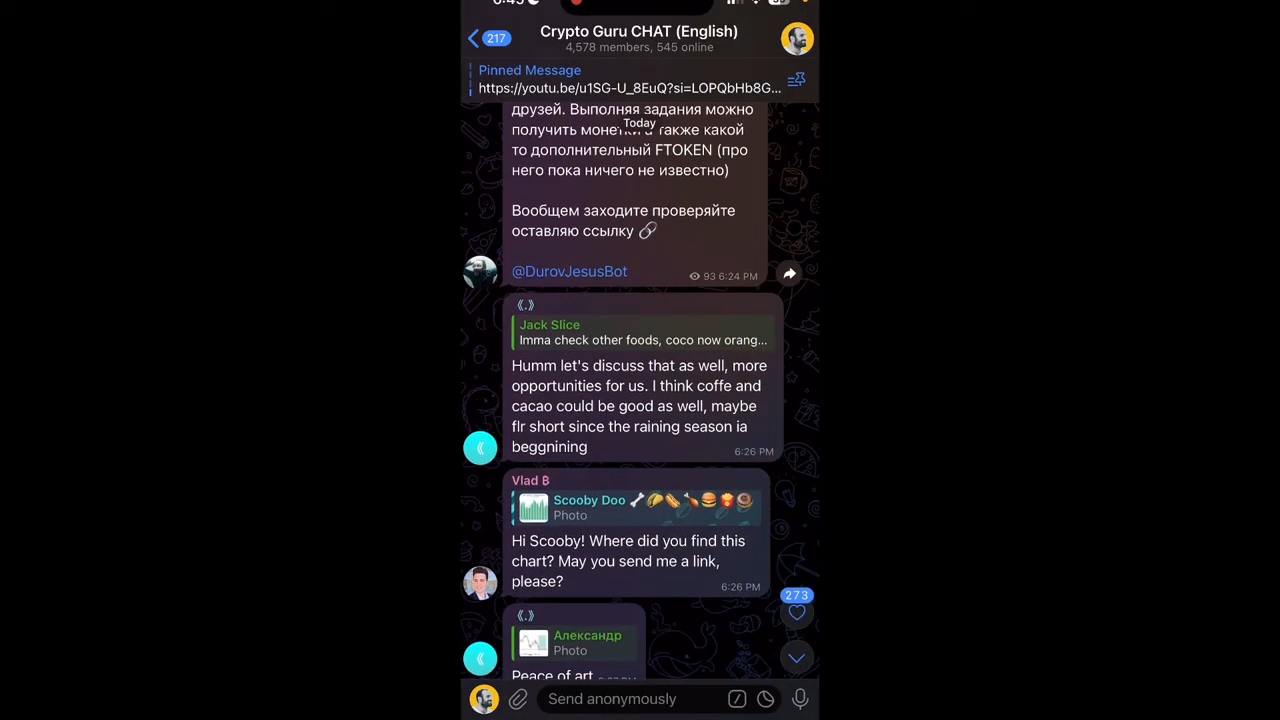 217
Crypto Guru CHAT (English)
4,578 members, 545 online
Pinned Message
https://youtu.be/u1SG-U_8EuQ?si=LOPQbHb8G...
друзей. Выполняя задания можно
Today
получить монетки а также какой
то дополнительный FTOKEN (про
него пока ничего не известно)
Вообщем заходите проверяйте
оставляю ссылку
@DurovJesusBot
93 6:24 PM
《.》
Jack Slice
Imma check other foods, coco now orang...
Humm let's discuss that as well, more
opportunities for us. I think coffe and
cacao could be good as well, maybe
flr short since the raining season ia
beggnining
6:26 PM
Vlad ₿
Scooby Doo
Photo
Hi Scooby! Where did you find this
chart? May you send me a link,
please?
6:26 PM
273
《.》
Александр
Photo
Peace of art
Send anonymously